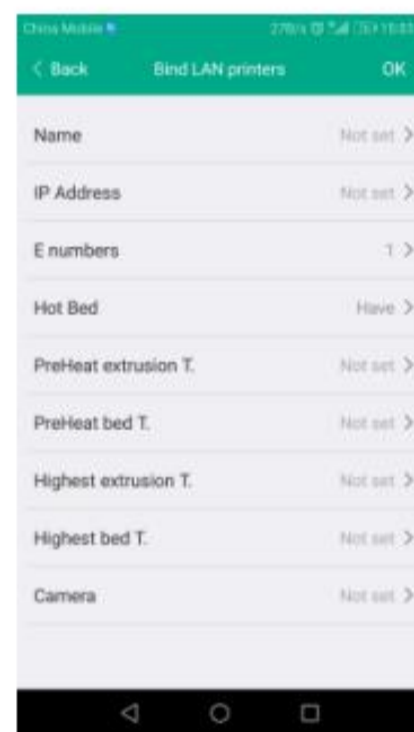 China Mobile
< Back Bind LAN printers OK
Name Not set >
IP Address Not set >
E numbers 1 >
Hot Bed Have >
PreHeat extrusion T. Not set >
PreHeat bed T. Not set >
Highest extrusion T. Not set >
Highest bed T. Not set >
Camera Not set >